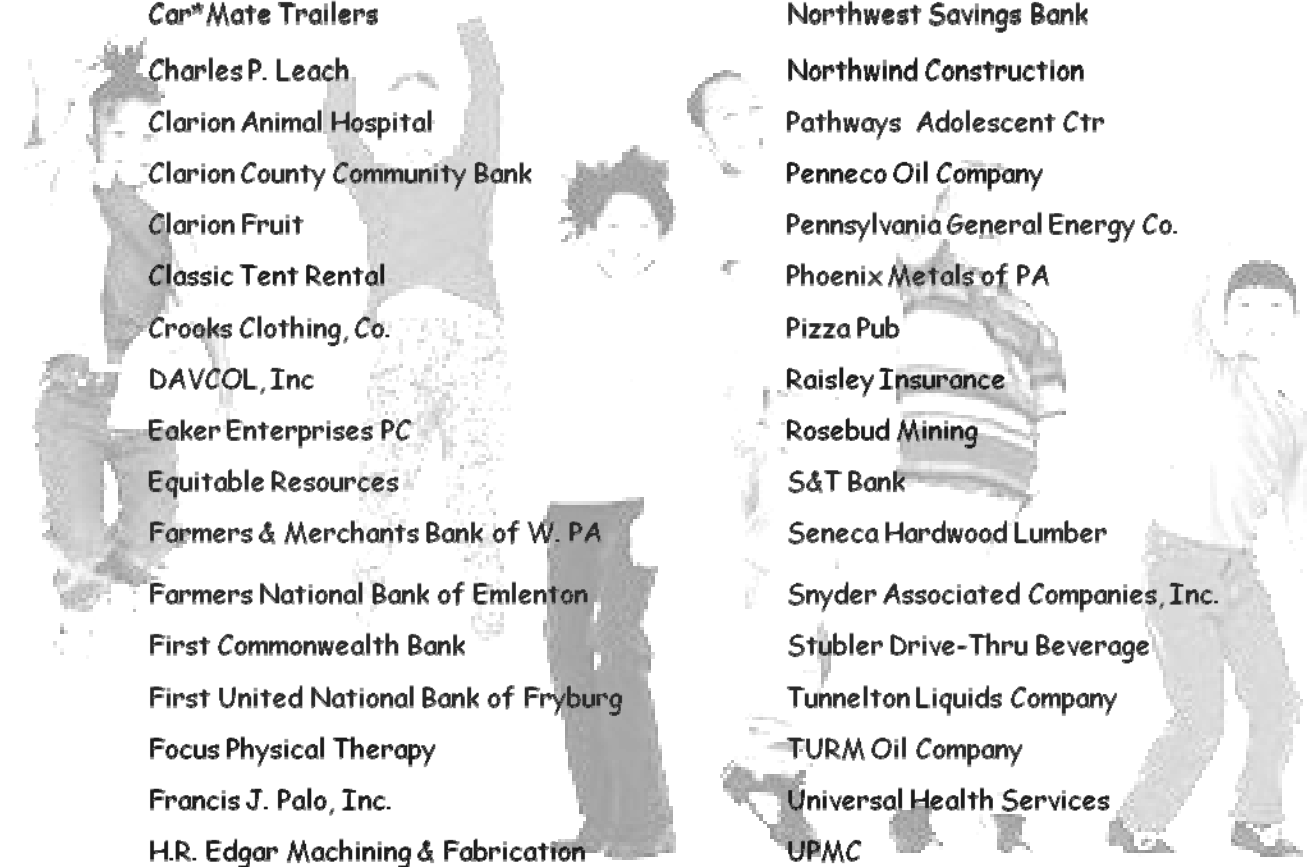 Car*Mate Trailers
Charles P. Leach
Clarion Animal Hospital
Clarion County Community Bank
Clarion Fruit
Classic Tent Rental
Crooks Clothing, Co.
DAVCOL, Inc
Eaker Enterprises PC
Equitable Resources
Farmers & Merchants Bank of W. PA
Farmers National Bank of Emlenton
First Commonwealth Bank
First United National Bank of Fryburg
Focus Physical Therapy
Francis J. Palo, Inc.
H.R. Edgar Machining & Fabrication
Northwest Savings Bank
Northwind Construction
Pathways Adolescent Ctr
Penneco Oil Company
Pennsylvania General Energy Co.
Phoenix Metals of PA
Pizza Pub
Raisley Insurance
Rosebud Mining
S&T Bank
Seneca Hardwood Lumber
Snyder Associated Companies, Inc.
Stubler Drive-Thru Beverage
Tunnelton Liquids Company
TURM Oil Company
Universal Health Services
UPMC